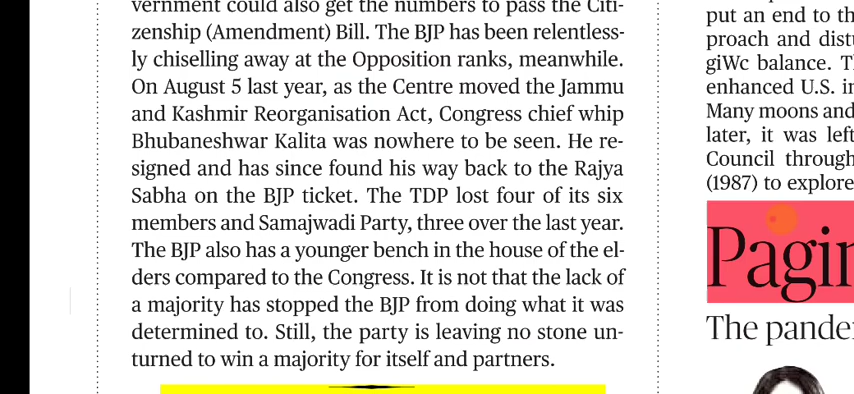 vernment could also get the numbers to pass the Citi-
zenship (Amendment) Bill. The BJP has been relentless-
ly chiselling away at the Opposition ranks, meanwhile.
On August 5 last year, as the Centre moved the Jammu
and Kashmir Reorganisation Act, Congress chief whip
Bhubaneshwar Kalita was nowhere to be seen. He re-
signed and has since found his way back to the Rajya
Sabha on the BJP ticket. The TDP lost four of its six
members and Samajwadi Party, three over the last year.
The BJP also has a younger bench in the house of the el-
ders compared to the Congress. It is not that the lack of
a majority has stopped the BJP from doing what it was
determined to. Still, the party is leaving no stone un-
turned to win a majority for itself and partners.
put an end to th
proach and distu
giWc balance. T
enhanced U.S. in
Many moons and
later, it was left
Council through
(1987) to explore
Pagin
The pander